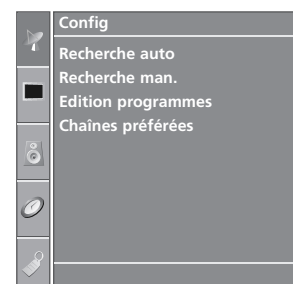 Config
Recherche auto
Recherche man.
Edition programmes
Chaînes préférées